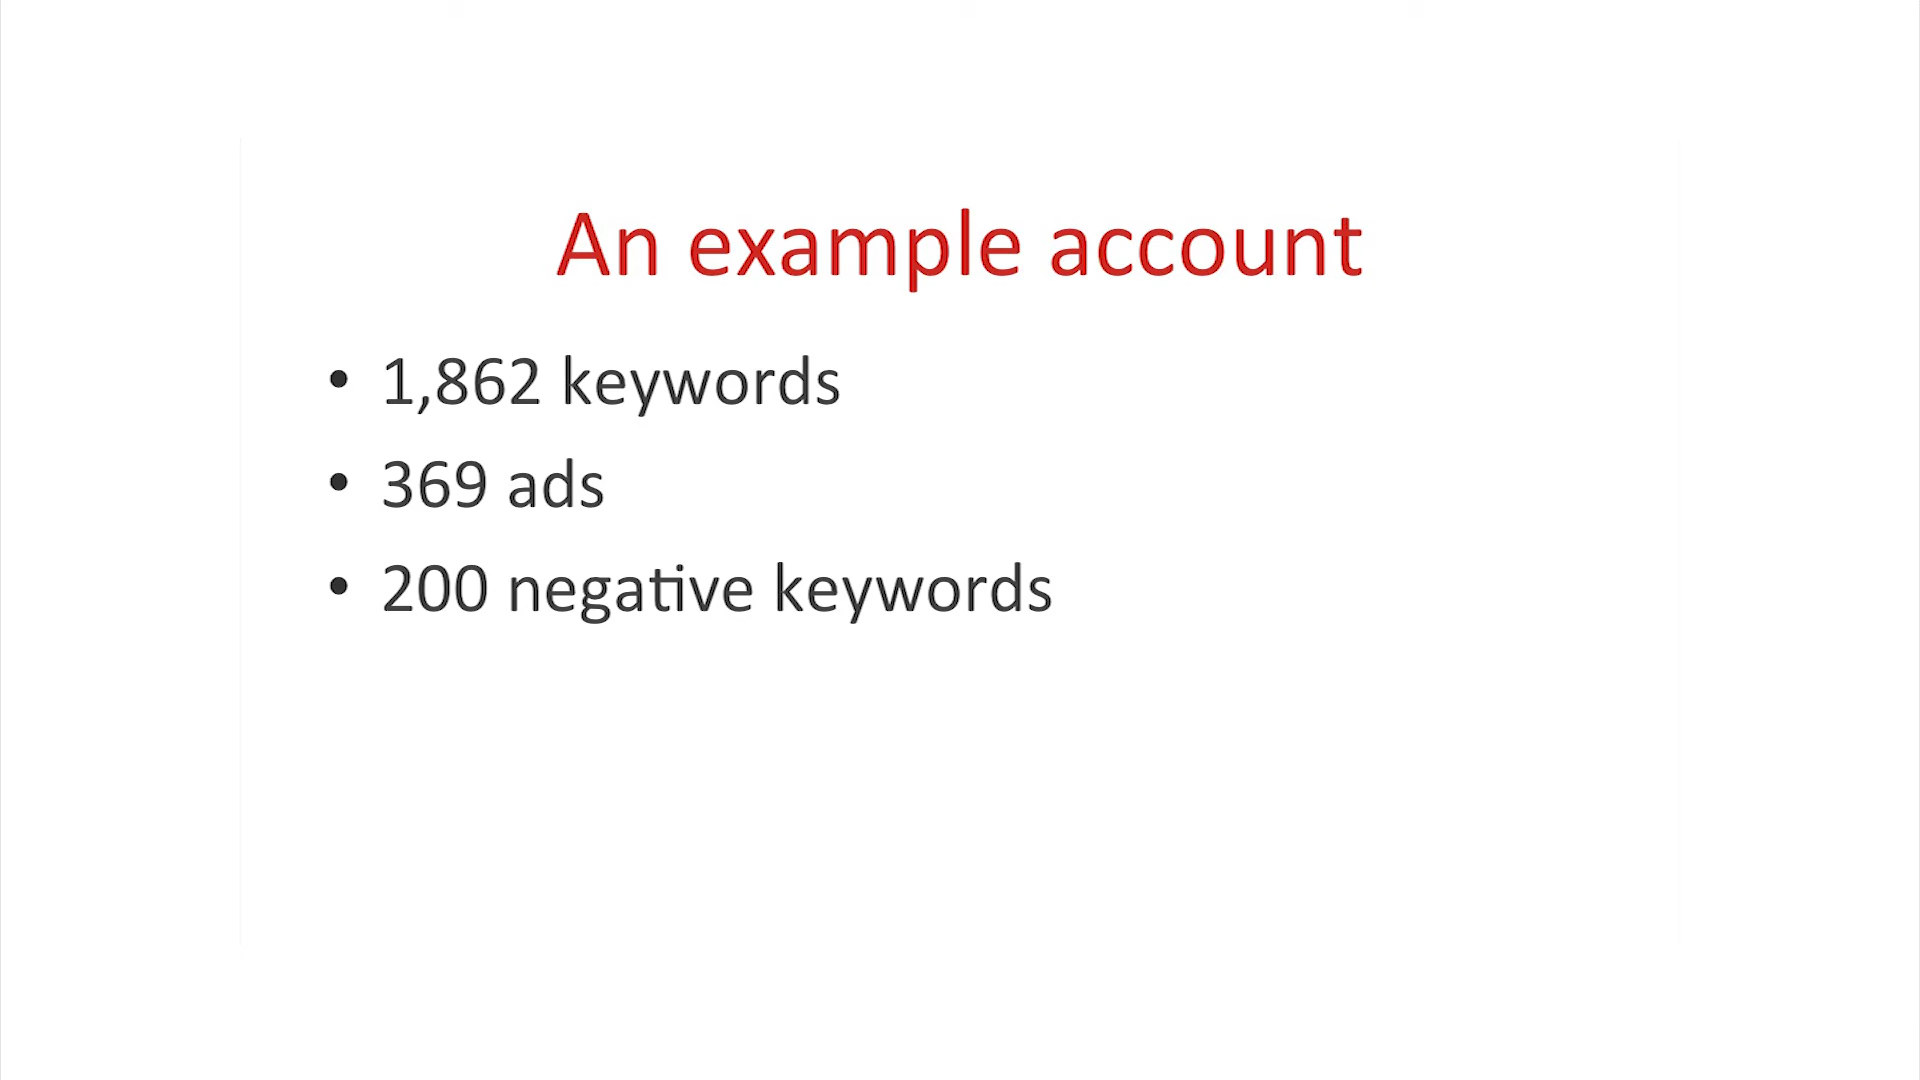 An example account
• 1,862 keywords
• 369 ads
• 200 negative keywords